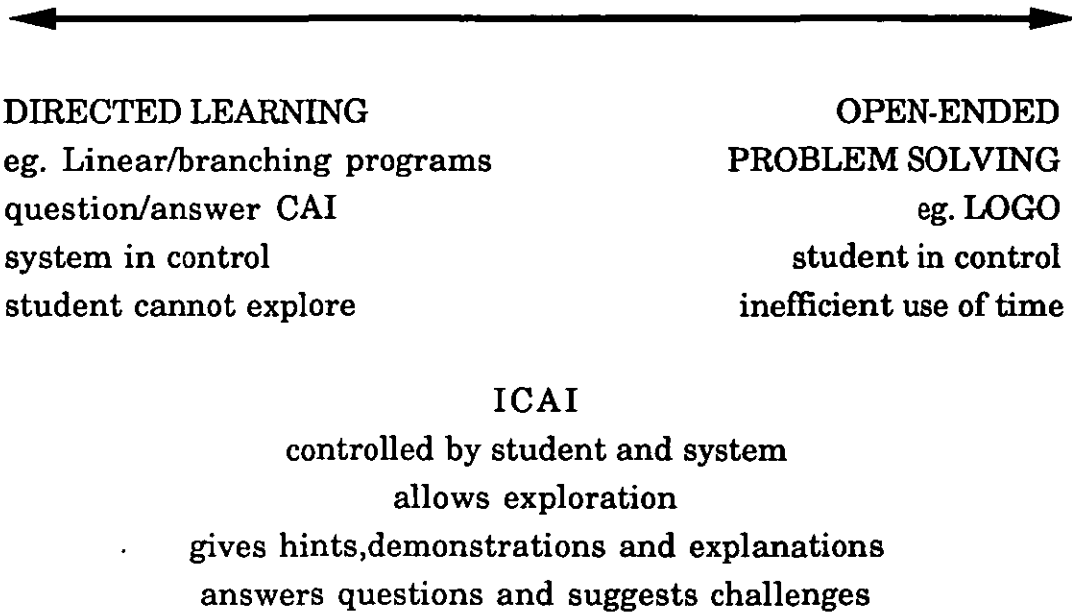 DIRECTED LEARNING
eg. Linear/branching programs
question/answer CAI
system in control
student cannot explore
OPEN-ENDED
PROBLEM SOLVING
eg. LOGO
student in control
inefficient use of time
ICAI
controlled by student and system
allows exploration
gives hints,demonstrations and explanations
answers questions and suggests challenges